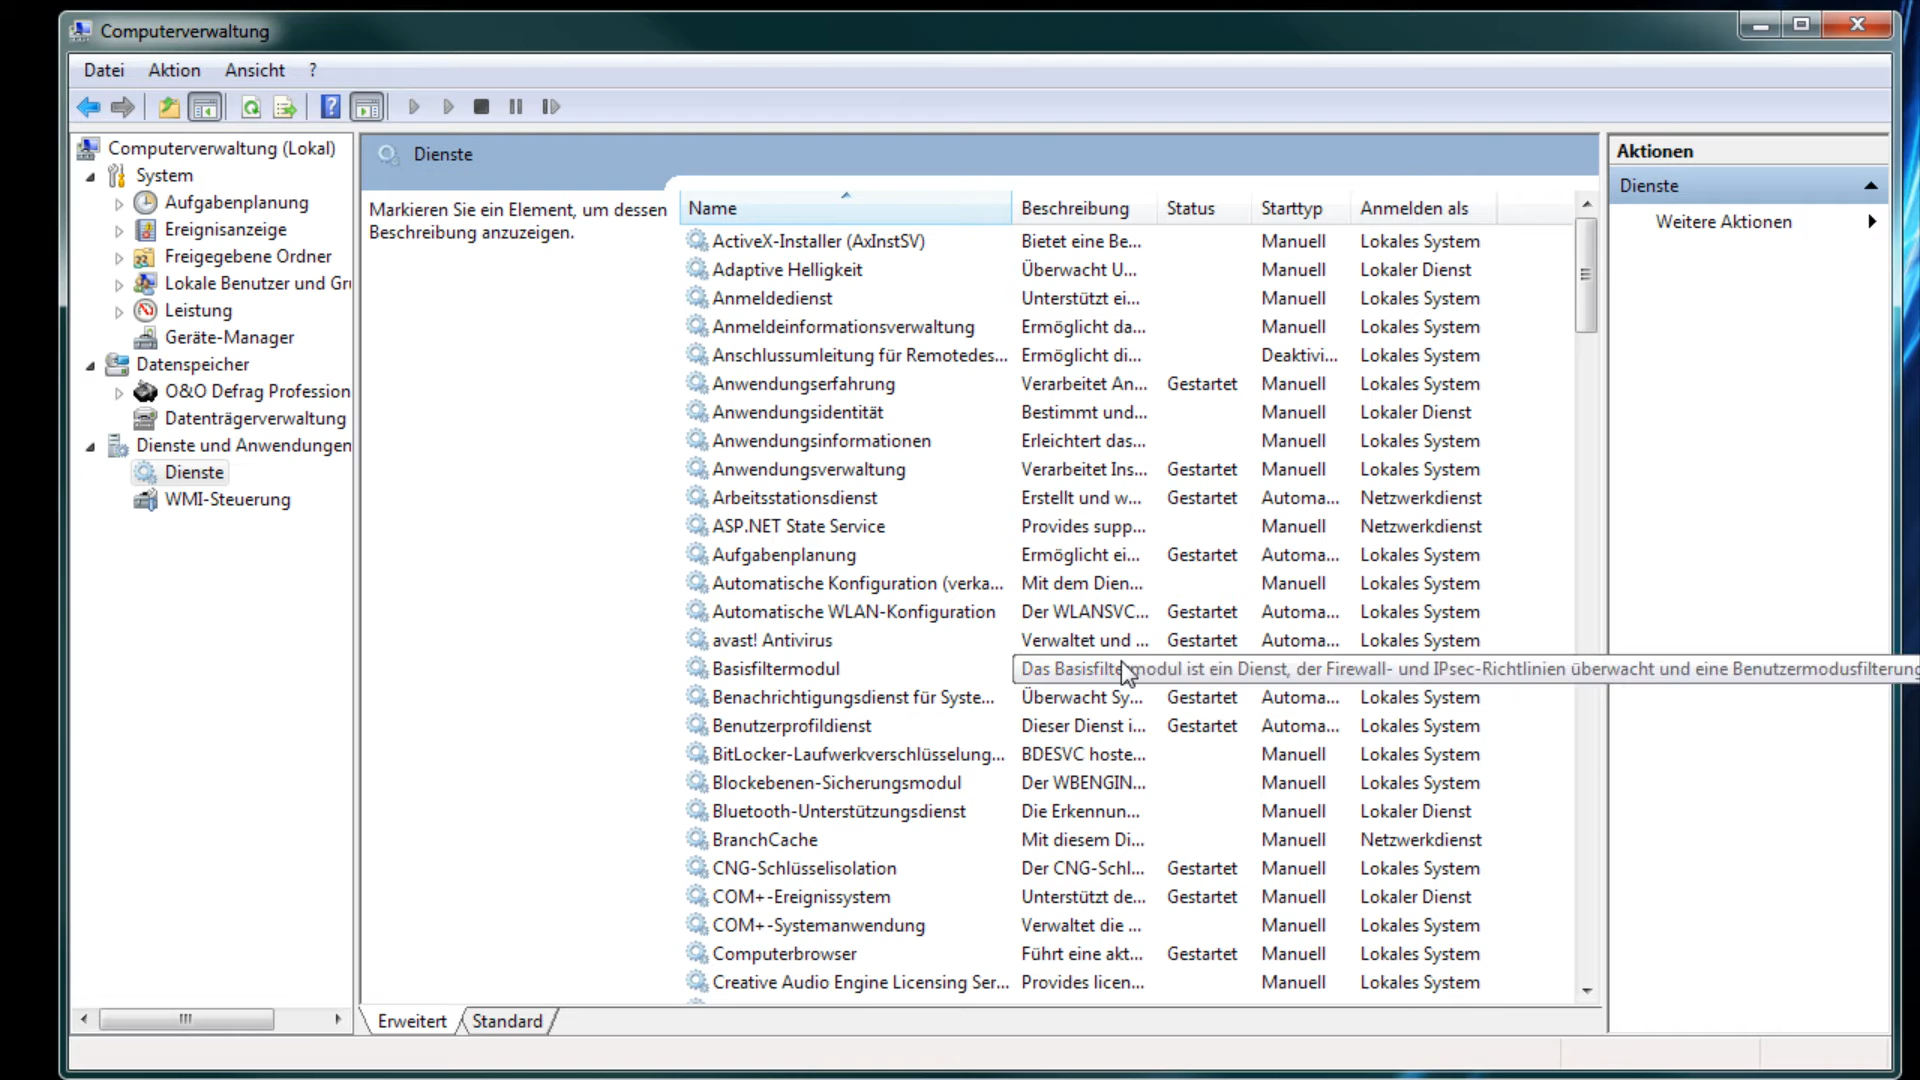 Computerverwaltung
Datei Aktion Ansicht ?
Computerverwaltung (Lokal)
System
Aufgabenplanung
Ereignisanzeige
Freigegebene Ordner
Lokale Benutzer und Gru
Leistung
Geräte-Manager
Datenspeicher
O&O Defrag Profession
Datenträgerverwaltung
Dienste und Anwendungen
Dienste
WMI-Steuerung
Dienste
Markieren Sie ein Element, um dessen
Beschreibung anzuzeigen.
Name Beschreibung Status Starttyp Anmelden als
ActiveX-Installer (AxInstSV) Bietet eine Be... Manuell Lokales System
Adaptive Helligkeit Überwacht U... Manuell Lokaler Dienst
Anmeldedienst Unterstützt ei... Manuell Lokales System
Anmeldeinformationsverwaltung Ermöglicht da... Manuell Lokales System
Anschlussumleitung für Remotedes... Ermöglicht di... Deaktivi... Lokales System
Anwendungserfahrung Verarbeitet An... Gestartet Manuell Lokales System
Anwendungsidentität Bestimmt und... Manuell Lokaler Dienst
Anwendungsinformationen Erleichtert das... Manuell Lokales System
Anwendungsverwaltung Verarbeitet Ins... Gestartet Manuell Lokales System
Arbeitsstationsdienst Erstellt und w... Gestartet Automa... Netzwerkdienst
ASP.NET State Service Provides supp... Manuell Netzwerkdienst
Aufgabenplanung Ermöglicht ei... Gestartet Automa... Lokales System
Automatische Konfiguration (verka... Mit dem Dien... Manuell Lokales System
Automatische WLAN-Konfiguration Der WLANSVC... Gestartet Automa... Lokales System
avast! Antivirus Verwaltet und ... Gestartet Automa... Lokales System
Basisfiltermodul Das Basisfiltermodul ist ein Dienst, der Firewall- und IPsec-Richtlinien überwacht und eine Benutzermodusfilterung
Benachrichtigungsdienst für Syste... Überwacht Sy... Gestartet Automa... Lokales System
Benutzerprofildienst Dieser Dienst i... Gestartet Automa... Lokales System
BitLocker-Laufwerkverschlüsselung... BDESVC hoste... Manuell Lokales System
Blockebenen-Sicherungsmodul Der WBENGIN... Manuell Lokales System
Bluetooth-Unterstützungsdienst Die Erkennun... Manuell Lokaler Dienst
BranchCache Mit diesem Di... Manuell Netzwerkdienst
CNG-Schlüsselisolation Der CNG-Schl... Gestartet Manuell Lokales System
COM+-Ereignissystem Unterstützt de... Gestartet Manuell Lokaler Dienst
COM+-Systemanwendung Verwaltet die ... Manuell Lokales System
Computerbrowser Führt eine akt... Gestartet Manuell Lokales System
Creative Audio Engine Licensing Ser... Provides licen... Manuell Lokales System
Erweitert Standard
Aktionen
Dienste
Weitere Aktionen